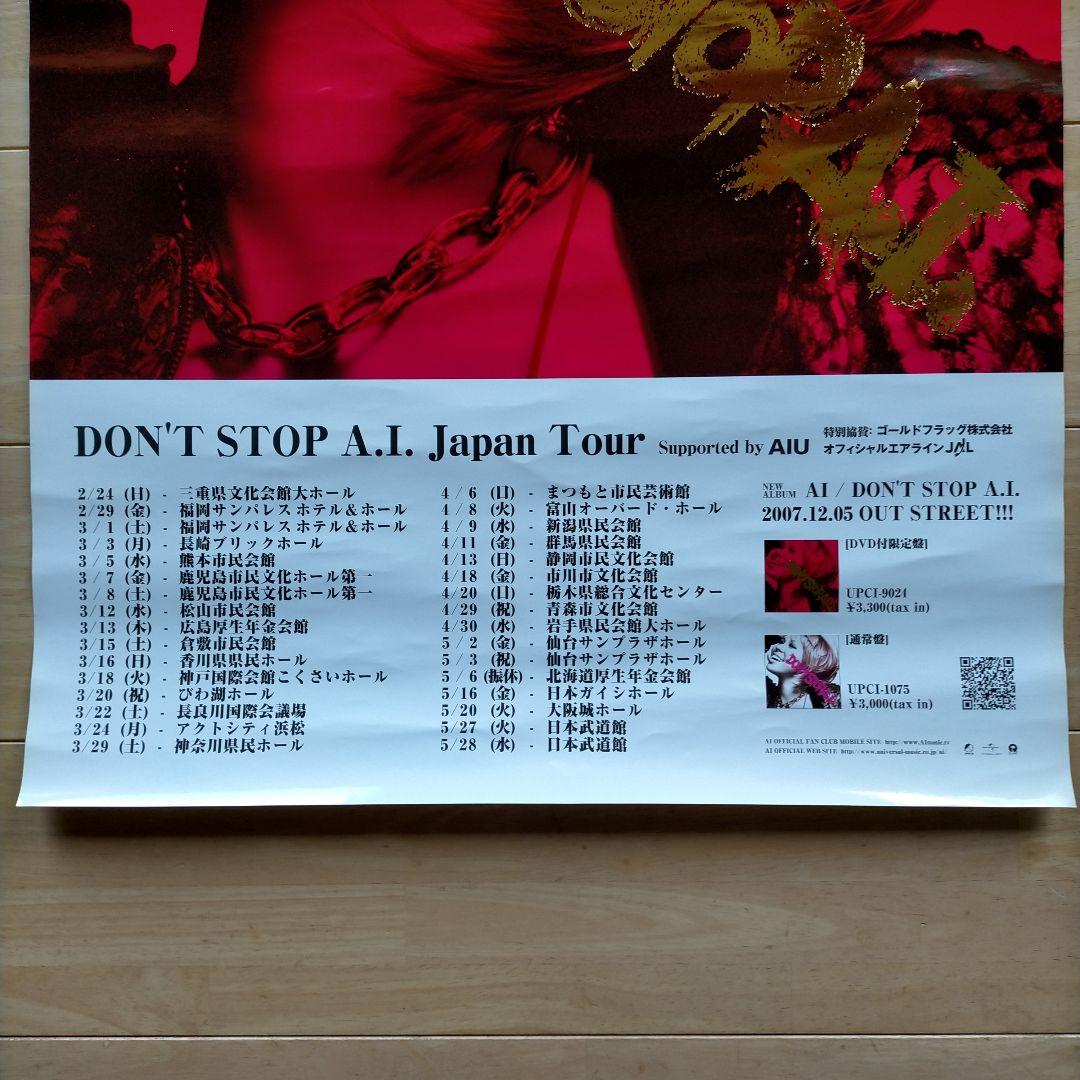 DON'T STOP A.I. Japan Tour Supported by AIU
特別協賛: ゴールドフラッグ株式会社
オフィシャルエアライン JAL
2/24 (日) - 三重県文化会館大ホール
2/29 (金) - 福岡サンパレス ホテル&ホール
3/1 (土) - 福岡サンパレス ホテル&ホール
3/3 (月) - 長崎ブリックホール
3/5 (水) - 熊本市民会館
3/7 (金) - 鹿児島市民文化ホール第一
3/8 (土) - 鹿児島市民文化ホール第一
3/12 (水) - 松山市民会館
3/13 (木) - 広島厚生年金会館
3/15 (土) - 倉敷市民会館
3/16 (日) - 香川県県民ホール
3/18 (火) - 神戸国際会館こくさいホール
3/20 (祝) - びわ湖ホール
3/22 (土) - 長良川国際会議場
3/24 (月) - アクトシティ浜松
3/29 (土) - 神奈川県民ホール
4/6 (日) - まつもと市民芸術館
4/8 (火) - 富山オーバード・ホール
4/9 (水) - 新潟県民会館
4/11 (金) - 群馬県民会館
4/13 (日) - 静岡市民文化会館
4/18 (金) - 市川市文化会館
4/20 (日) - 栃木県総合文化センター
4/29 (祝) - 青森市文化会館
4/30 (水) - 岩手県民会館大ホール
5/2 (金) - 仙台サンプラザホール
5/3 (祝) - 仙台サンプラザホール
5/6 (振休) - 北海道厚生年金会館
5/16 (金) - 日本ガイシホール
5/20 (火) - 大阪城ホール
5/27 (火) - 日本武道館
5/28 (水) - 日本武道館
NEW ALBUM AI / DON'T STOP A.I.
2007.12.05 OUT STREET!!!
[DVD付限定盤]
UPCI-9024
¥3,300(tax in)
[通常盤]
UPCI-1075
¥3,000(tax in)
AI OFFICIAL FAN CLUB MOBILE SITE http://www.AImusic.tv
AI OFFICIAL WEB SITE http://www.universal-music.co.jp/ai/